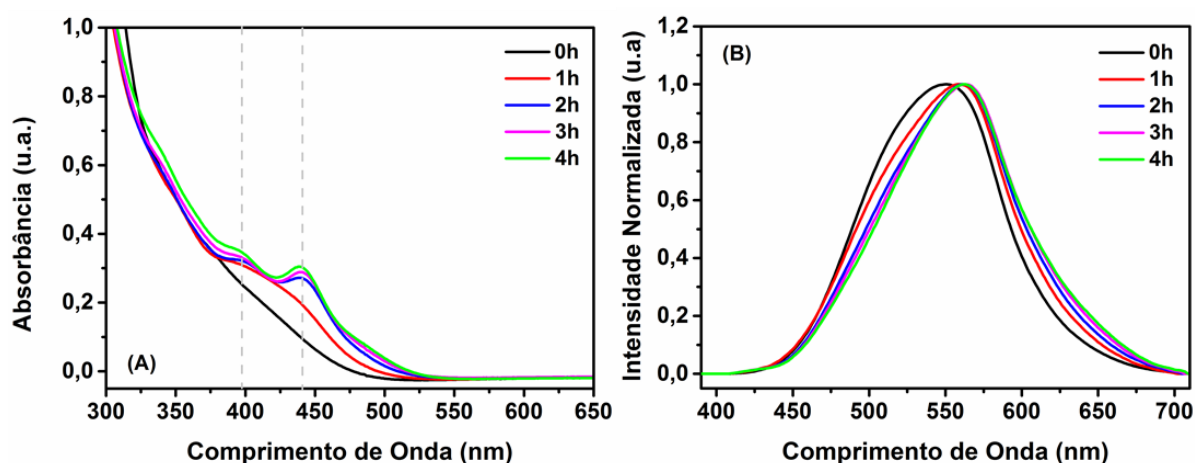 1,0
0,8
0,6
0,4
0,2
0,0
Absorbância (u.a.)
(A)
0h
1h
2h
3h
4h
300 350 400 450 500 550 600 650
Comprimento de Onda (nm)
1,2
1,0
0,8
0,6
0,4
0,2
0,0
Intensidade Normalizada (u.a)
(B)
0h
1h
2h
3h
4h
400 450 500 550 600 650 700
Comprimento de Onda (nm)